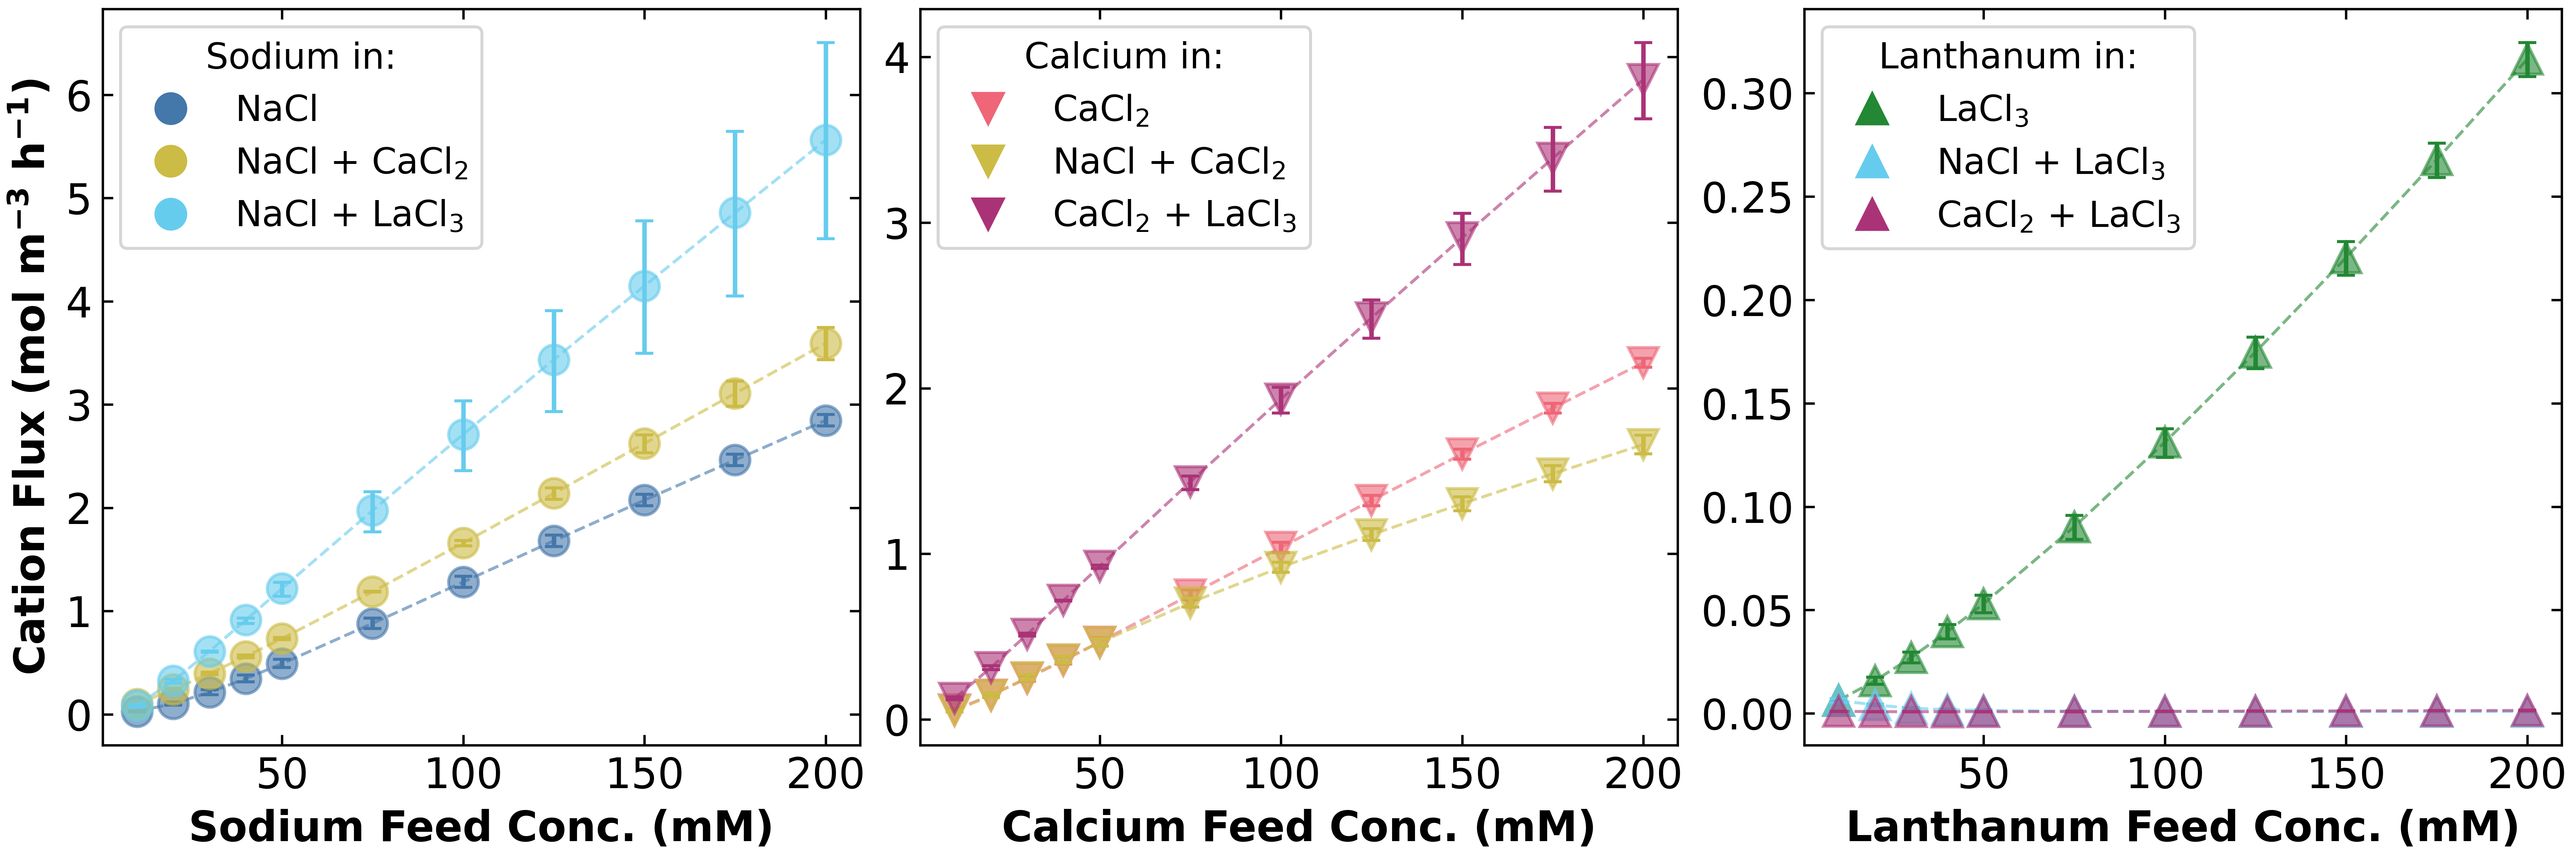 Cation Flux (mol m⁻³ h⁻¹)
6
5
4
3
2
1
0
Sodium in:
NaCl
NaCl + CaCl₂
NaCl + LaCl₃
50 100 150 200
Sodium Feed Conc. (mM)
4
3
2
1
0
Calcium in:
CaCl₂
NaCl + CaCl₂
CaCl₂ + LaCl₃
50 100 150 200
Calcium Feed Conc. (mM)
0.30
0.25
0.20
0.15
0.10
0.05
0.00
Lanthanum in:
LaCl₃
NaCl + LaCl₃
CaCl₂ + LaCl₃
50 100 150 200
Lanthanum Feed Conc. (mM)